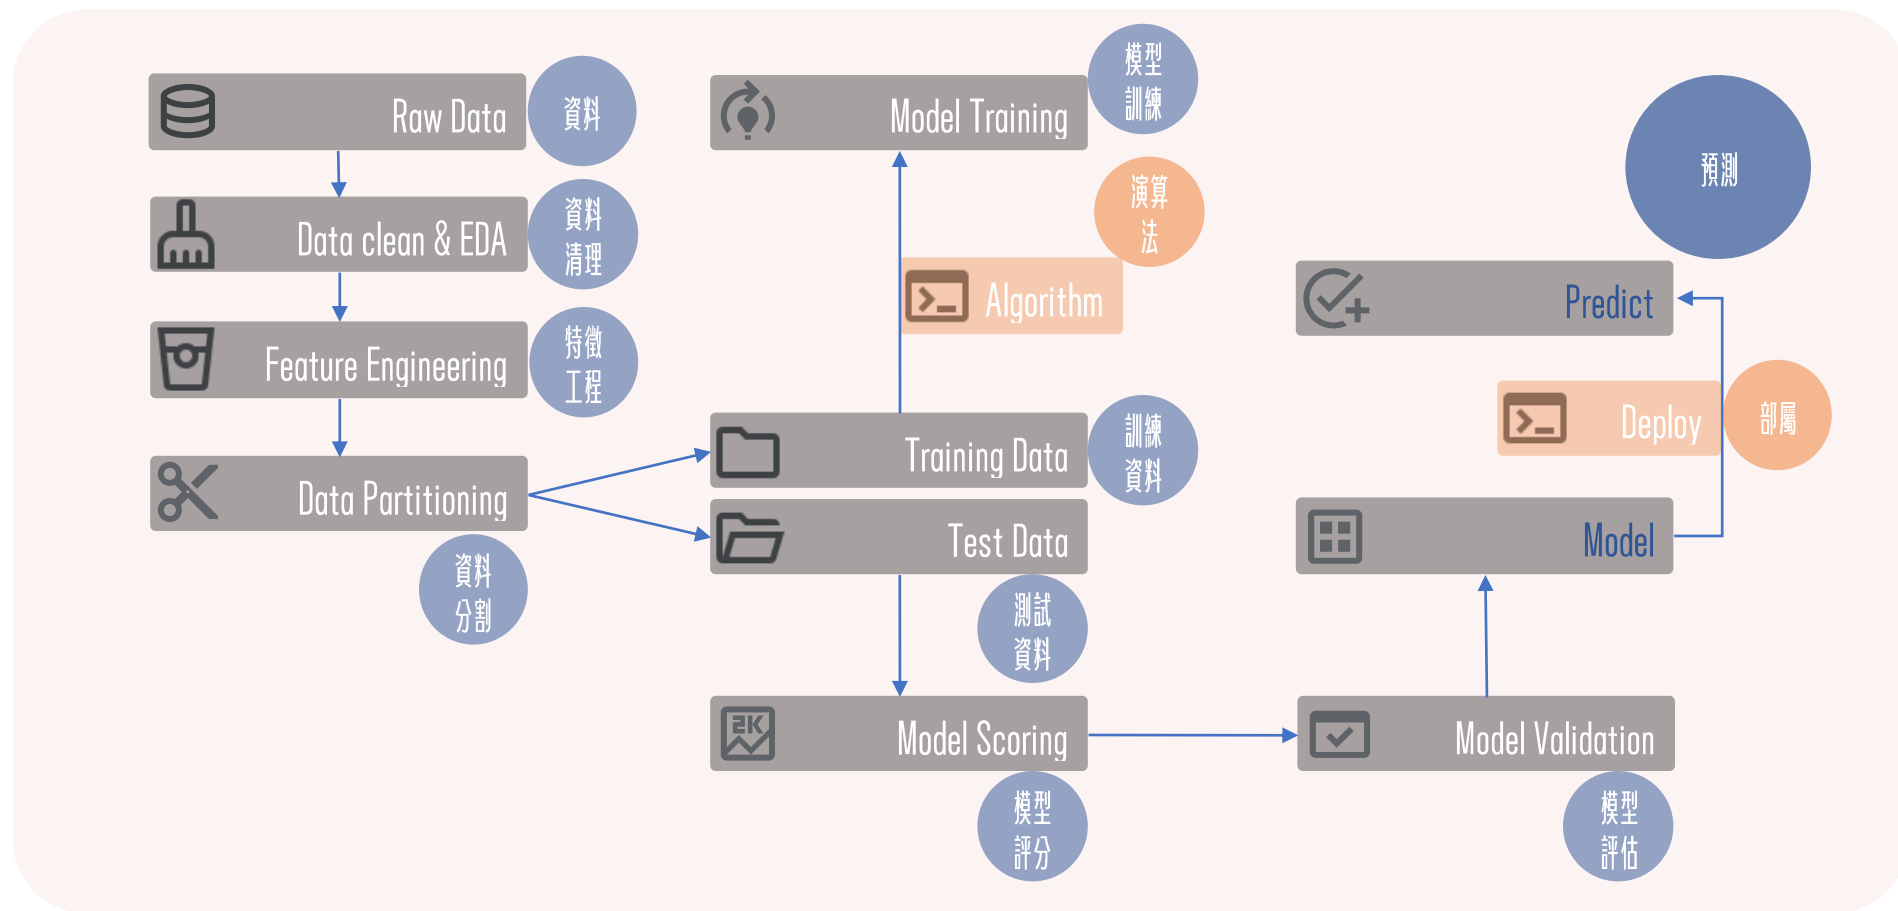 Raw Data
資料
Data clean & EDA
資料
清理
Feature Engineering
特徵
工程
Data Partitioning
資料
分割
Model Training
模型
訓練
演算
法
Algorithm
Training Data
訓練
資料
Test Data
測試
資料
Model Scoring
2K
模型
評分
Model Validation
模型
評估
Model
Deploy
部屬
Predict
預測